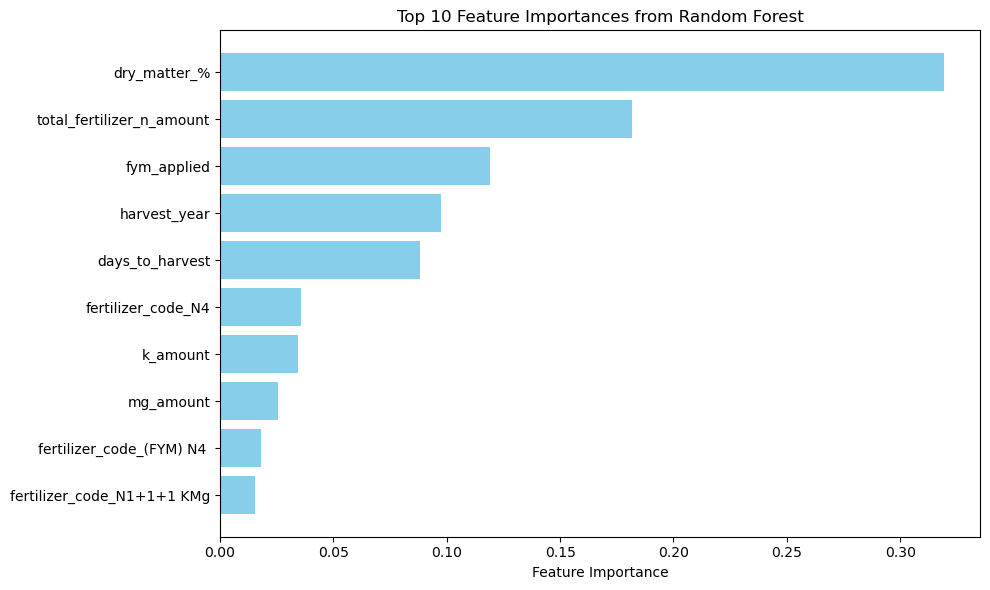 Top 10 Feature Importances from Random Forest
dry_matter_%
total_fertilizer_n_amount
fym_applied
harvest_year
days_to_harvest
fertilizer_code_N4
k_amount
mg_amount
fertilizer_code_(FYM) N4
fertilizer_code_N1+1+1 KMg
0.00 0.05 0.10 0.15 0.20 0.25 0.30
Feature Importance